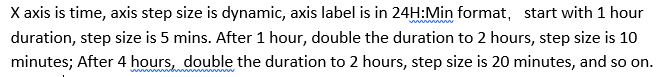 X axis is time, axis step size is dynamic, axis label is in 24H:Min format， start with 1 hour
duration, step size is 5 mins. After 1 hour, double the duration to 2 hours, step size is 10
minutes; After 4 hours, double the duration to 2 hours, step size is 20 minutes, and so on.